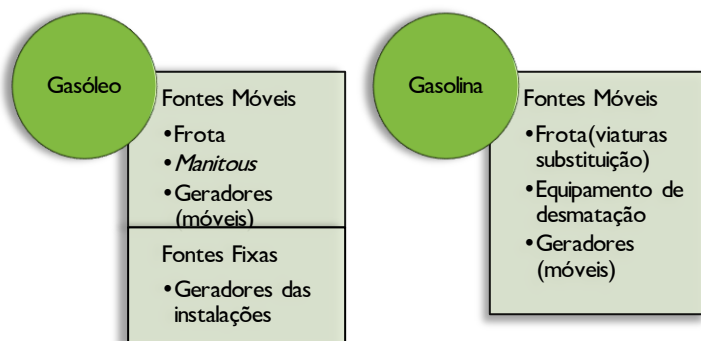 Gasóleo
Fontes Móveis
•Frota
•Manitous
•Geradores
(móveis)
Fontes Fixas
•Geradores das
instalações
Gasolina
Fontes Móveis
•Frota(viaturas
substituição)
•Equipamento de
desmatação
•Geradores
(móveis)